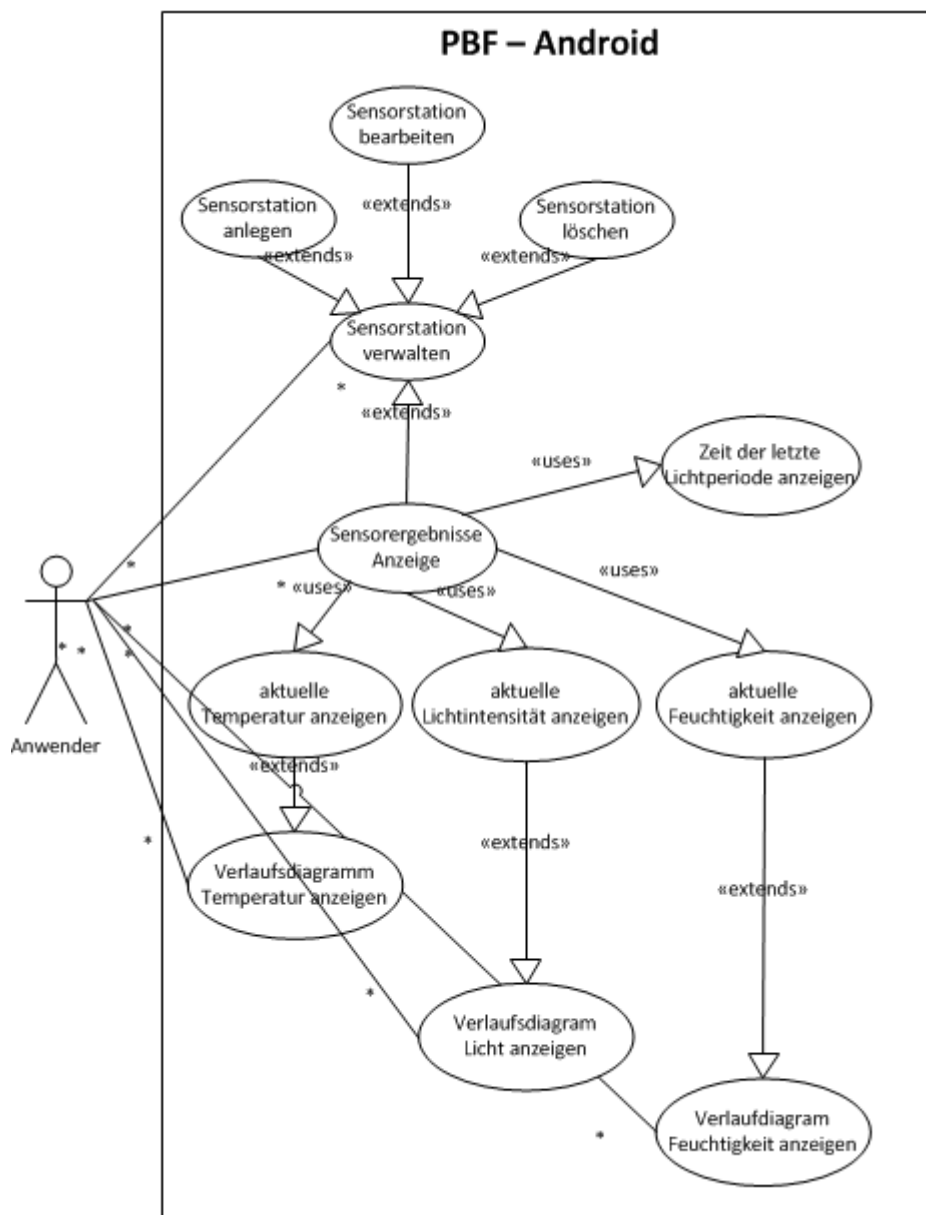 PBF – Android
Sensorstation
bearbeiten
«extends»
Sensorstation
anlegen
«extends»
Sensorstation
löschen
«extends»
Sensorstation
verwalten
*
«extends»
«uses»
Zeit der letzte
Lichtperiode anzeigen
Sensorergebnisse
Anzeige
*
* «uses»
«uses»
«uses»
*
* *
*
Anwender
aktuelle
Temperatur anzeigen
aktuelle
Lichtintensität anzeigen
aktuelle
Feuchtigkeit anzeigen
«extends»
*
«extends»
«extends»
Verlaufsdiagramm
Temperatur anzeigen
*
Verlaufsdiagram
Licht anzeigen
*
Verlaufdiagram
Feuchtigkeit anzeigen